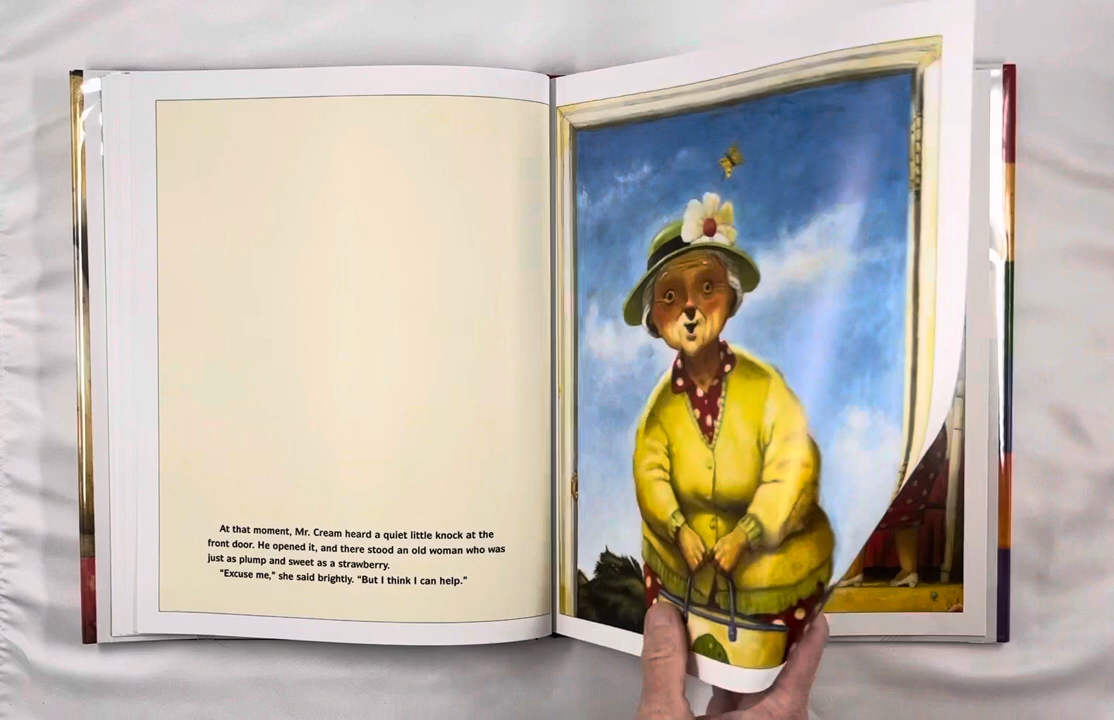 At that moment, Mr. Cream heard a quiet little knock at the
front door. He opened it, and there stood an old woman who was
just as plump and sweet as a strawberry.
"Excuse me," she said brightly. "But I think I can help."